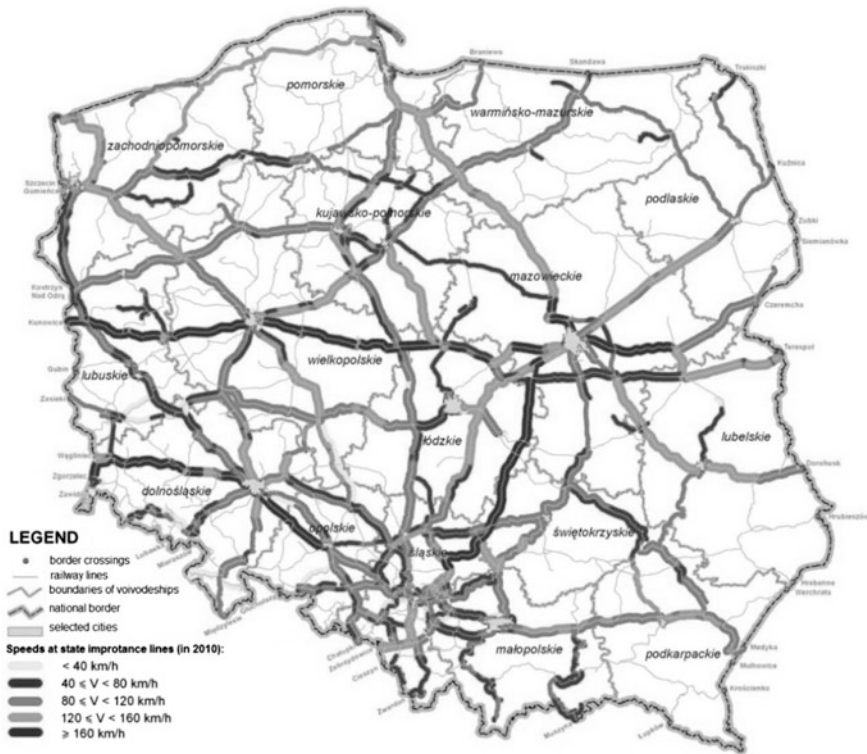 Braniewo
Skandawa
Trakiszki
pomorskie
warmińsko-mazurskie
zachodniopomorskie
Kuźnica
Szczecin
Gumieńce
podlaskie
kujawsko-pomorskie
Zubki
Siemianówka
mazowieckie
Kostrzyn
Nad Odrą
Czeremcha
Kunowice
Terespol
wielkopolskie
lubuskie
Gubin
Zasieki
łódzkie
lubelskie
Węgliniec
Zgorzelec
Dorohusk
dolnośląskie
Hrubieszów
opolskie
świętokrzyskie
śląskie
LEGEND
border crossings
railway lines
boundaries of voivodeships
national border
selected cities
Lubawka
Mieroszów
Międzylesie
Hrebenne
Werchrata
Chałupki
Zebrzydowice
Cieszyn
Zwardoń
małopolskie
podkarpackie
Medyka
Malhowice
Krościenko
Muszyna
Łupków
Speeds at state improtance lines (in 2010):
< 40 km/h
40 ⩽ V < 80 km/h
80 ⩽ V < 120 km/h
120 ⩽ V < 160 km/h
⩾ 160 km/h